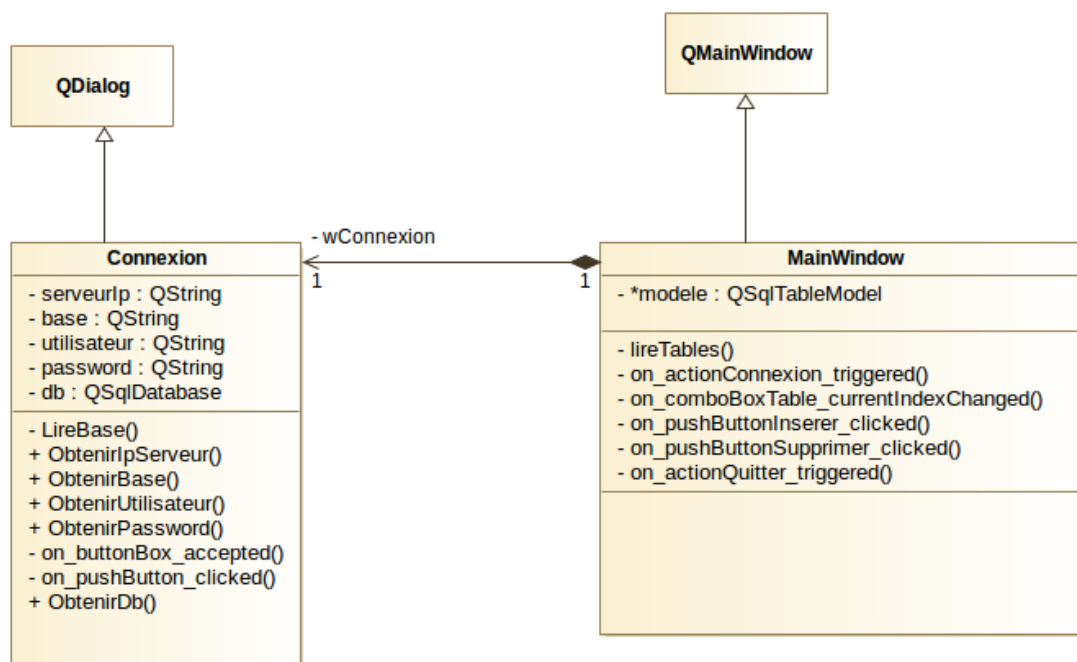 QDialog
QMainWindow
- wConnexion
1
1
Connexion
- serveurIp : QString
- base : QString
- utilisateur : QString
- password : QString
- db : QSqlDatabase
- LireBase()
+ ObtenirIpServeur()
+ ObtenirBase()
+ ObtenirUtilisateur()
+ ObtenirPassword()
- on_buttonBox_accepted()
- on_pushButton_clicked()
+ ObtenirDb()
MainWindow
- *modele : QSqlTableModel
- lireTables()
- on_actionConnexion_triggered()
- on_comboBoxTable_currentIndexChanged()
- on_pushButtonInserer_clicked()
- on_pushButtonSupprimer_clicked()
- on_actionQuitter_triggered()